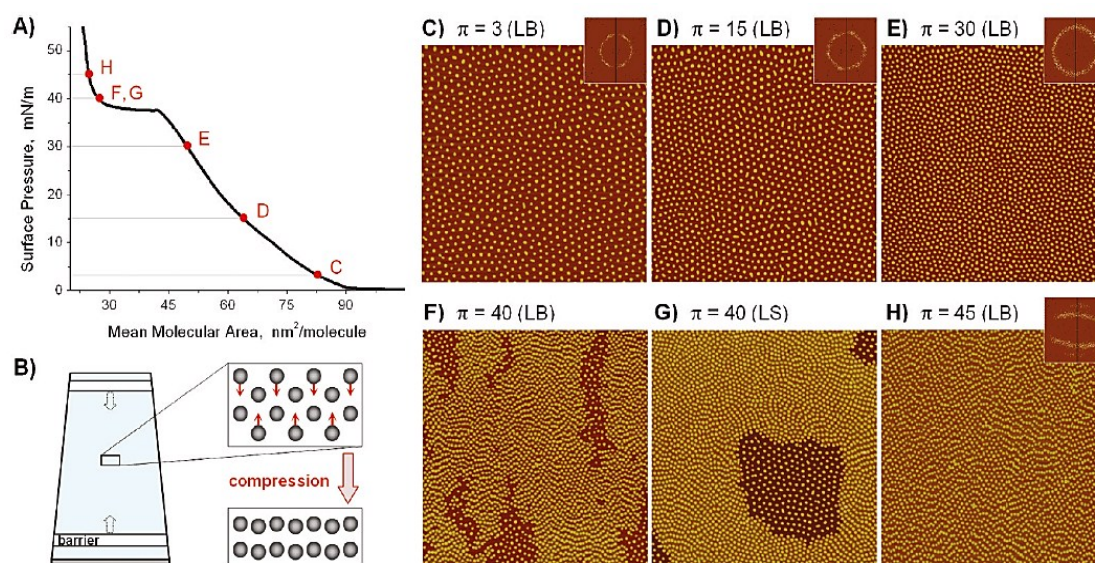 A)
Surface Pressure, mN/m
50
40
30
20
10
0
H
F, G
E
D
C
30 45 60 75 90
Mean Molecular Area, nm²/molecule
B)
barrier
compression
C) π = 3 (LB)
D) π = 15 (LB)
E) π = 30 (LB)
F) π = 40 (LB)
G) π = 40 (LS)
H) π = 45 (LB)